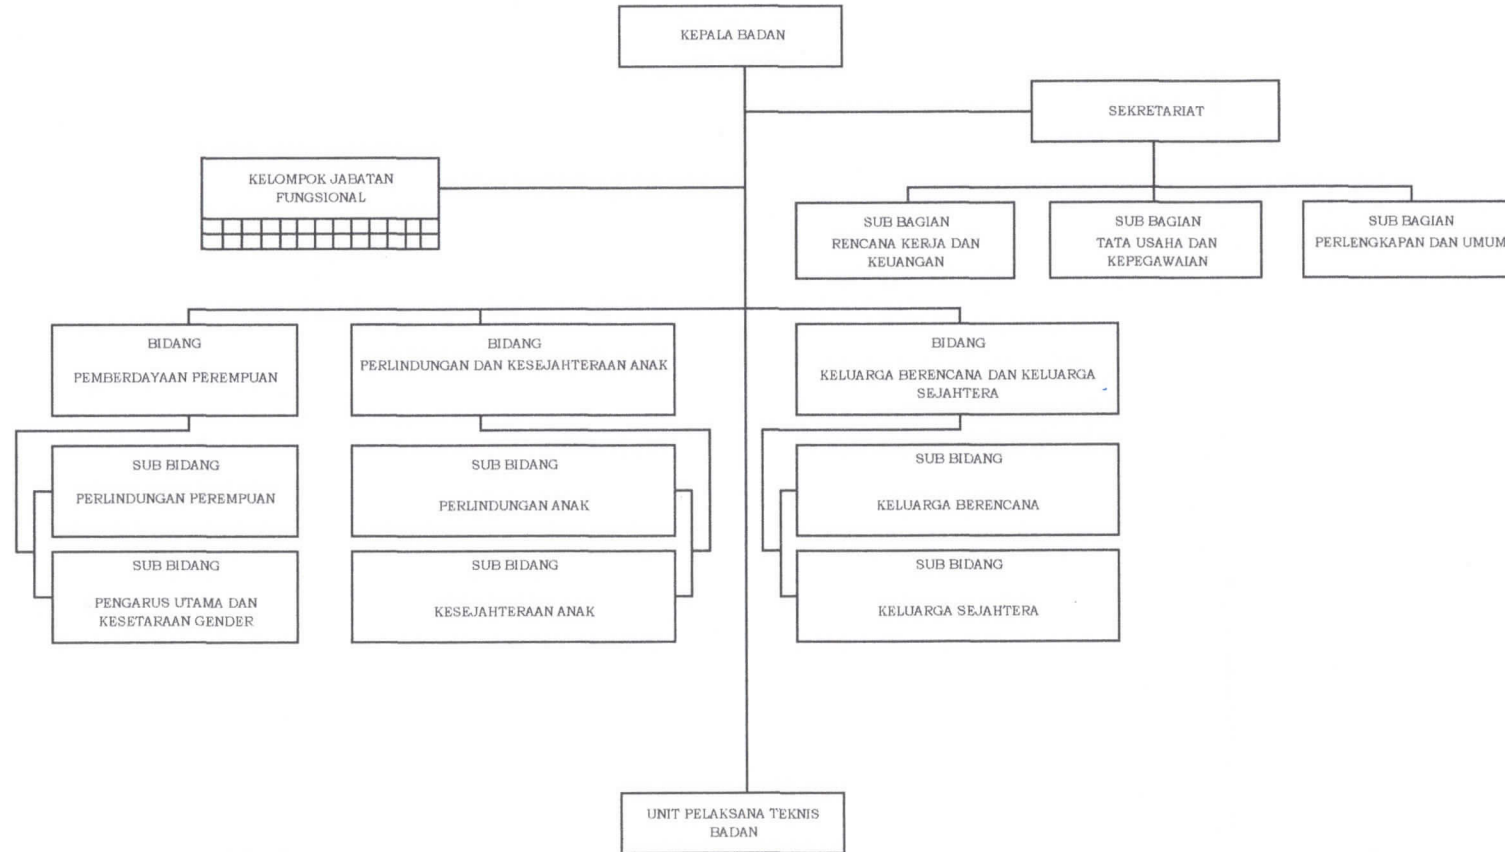 KEPALA BADAN
SEKRETARIAT
KELOMPOK JABATAN
FUNGSIONAL
SUB BAGIAN
RENCANA KERJA DAN
KEUANGAN
SUB BAGIAN
TATA USAHA DAN
KEPEGAWAIAN
SUB BAGIAN
PERLENGKAPAN DAN UMUM
BIDANG
PEMBERDAYAAN PEREMPUAN
BIDANG
PERLINDUNGAN DAN KESEJAHTERAAN ANAK
BIDANG
KELUARGA BERENCANA DAN KELUARGA
SEJAHTERA
SUB BIDANG
PERLINDUNGAN PEREMPUAN
SUB BIDANG
PERLINDUNGAN ANAK
SUB BIDANG
KELUARGA BERENCANA
SUB BIDANG
PENGARUS UTAMA DAN
KESETARAAN GENDER
SUB BIDANG
KESEJAHTERAAN ANAK
SUB BIDANG
KELUARGA SEJAHTERA
UNIT PELAKSANA TEKNIS
BADAN